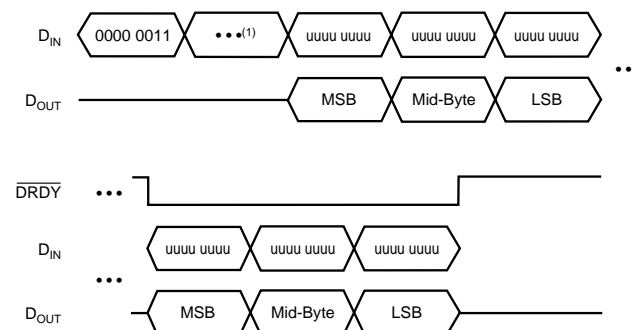 DIN 0000 0011 •••(1) uuuu uuuu uuuu uuuu uuuu uuuu
••
DOUT MSB Mid-Byte LSB
DRDY •••
DIN uuuu uuuu uuuu uuuu uuuu uuuu
•••
DOUT MSB Mid-Byte LSB